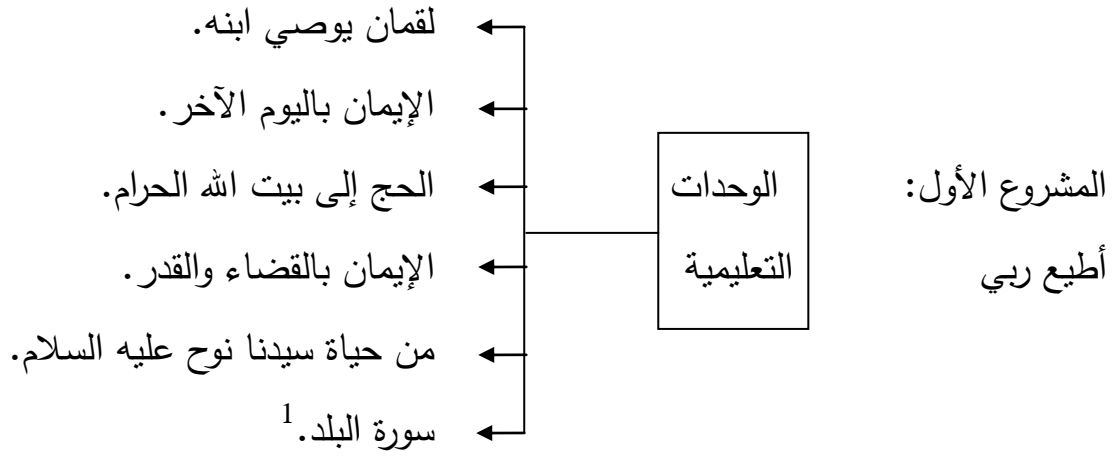 المشروع الأول:
أطيع ربي
الوحدات
التعليمية
لقمان يوصي ابنه.
الإيمان باليوم الآخر.
الحج إلى بيت الله الحرام.
الإيمان بالقضاء والقدر.
من حياة سيدنا نوح عليه السلام.
سورة البلد.1